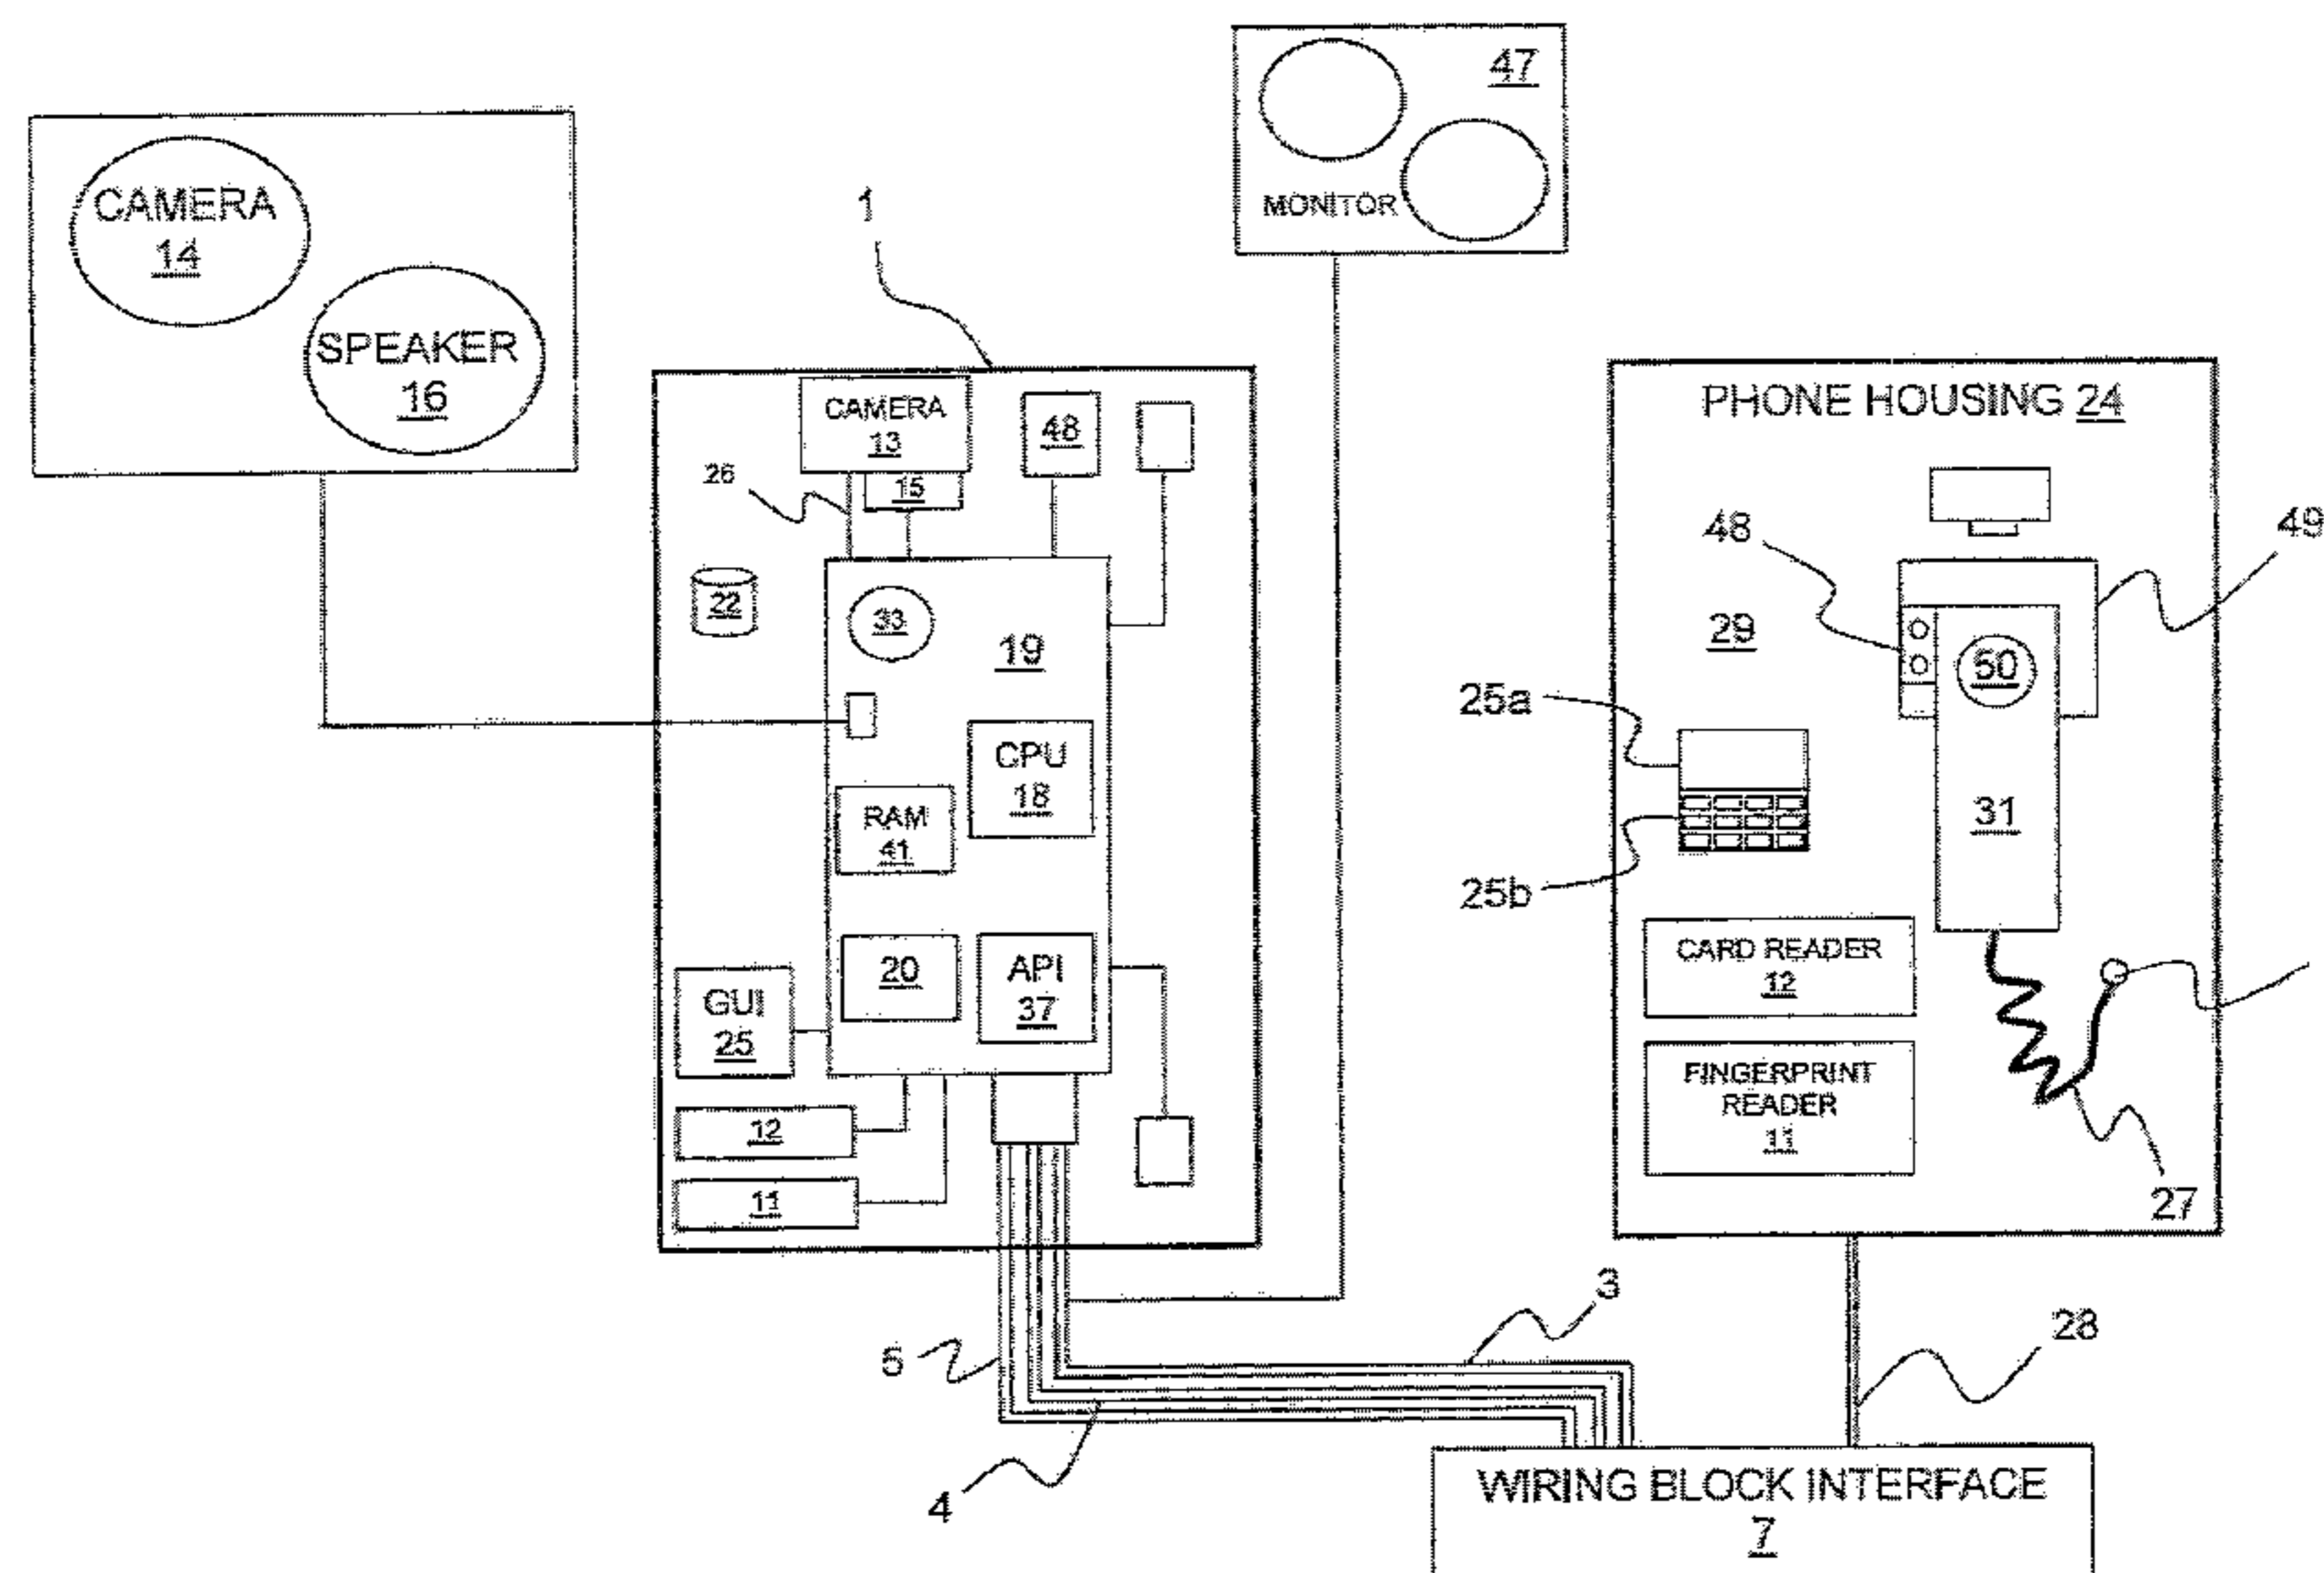 47
MONITOR
CAMERA
14
SPEAKER
16
1
CAMERA
13
48
26
15
22
33
19
CPU
18
RAM
41
20
API
37
GUI
25
12
11
PHONE HOUSING 24
48
49
29
50
25a
31
25b
CARD READER
12
FINGERPRINT
READER
11
27
3
28
5
4
WIRING BLOCK INTERFACE
7